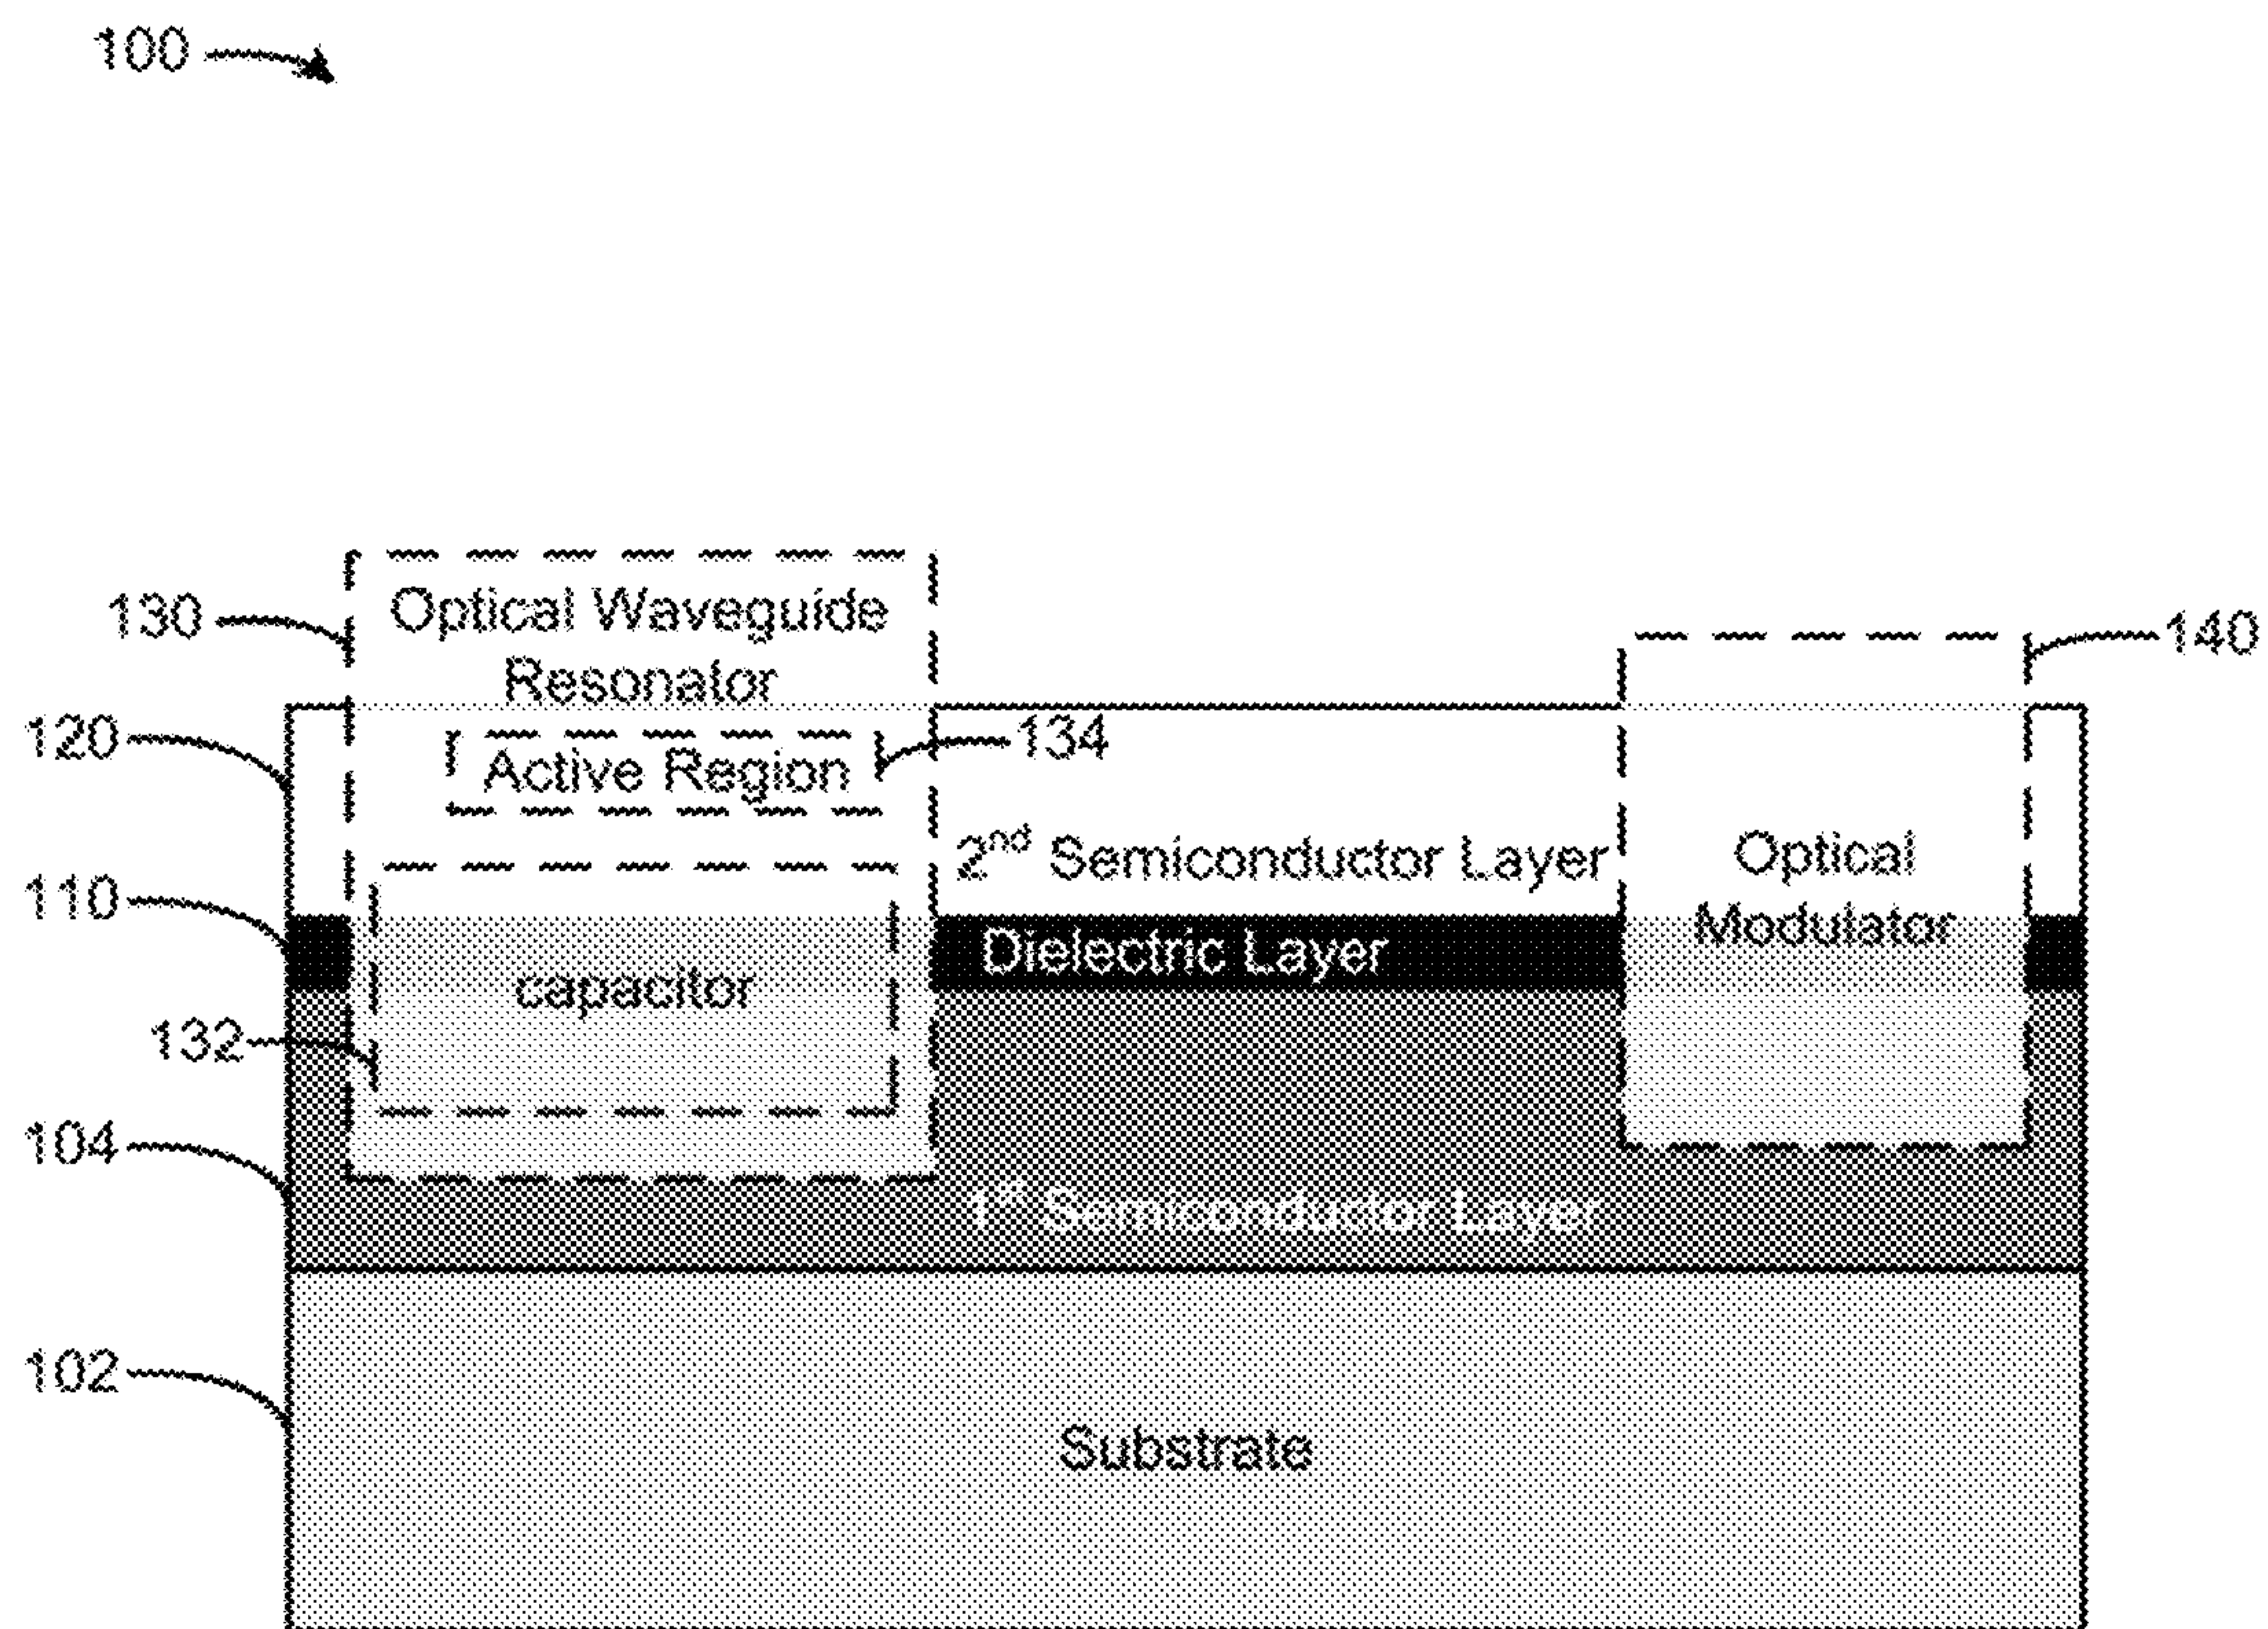 100
130
Optical Waveguide
Resonator
140
120
Active Region
134
2nd Semiconductor Layer
Optical
Modulator
110
Dielectric Layer
capacitor
132
104
1st Semiconductor Layer
102
Substrate